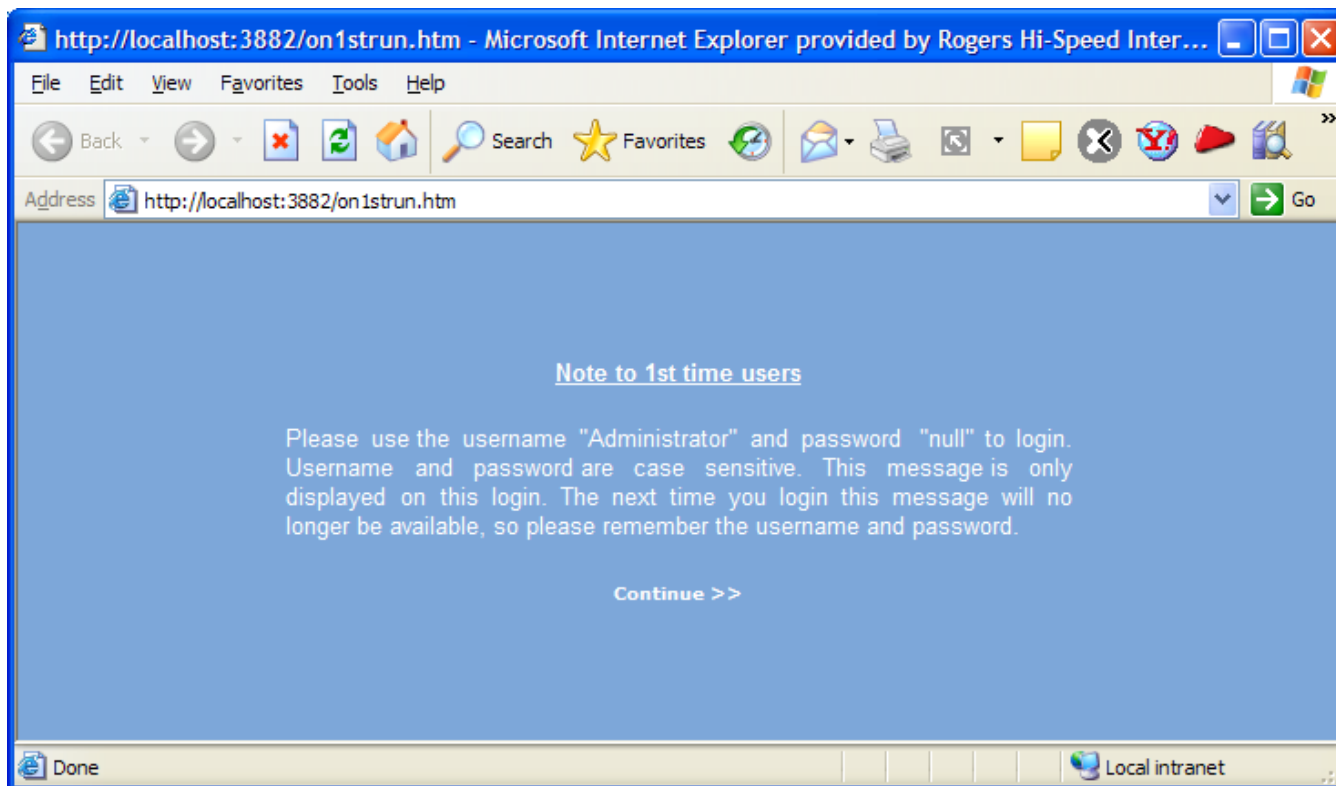 http://localhost:3882/on1strun.htm - Microsoft Internet Explorer provided by Rogers Hi-Speed Inter...
File Edit View Favorites Tools Help
Back Search Favorites »
Address http://localhost:3882/on1strun.htm Go
Note to 1st time users
Please use the username "Administrator" and password "null" to login.
Username and password are case sensitive. This message is only
displayed on this login. The next time you login this message will no
longer be available, so please remember the username and password.
Continue >>
Done Local intranet